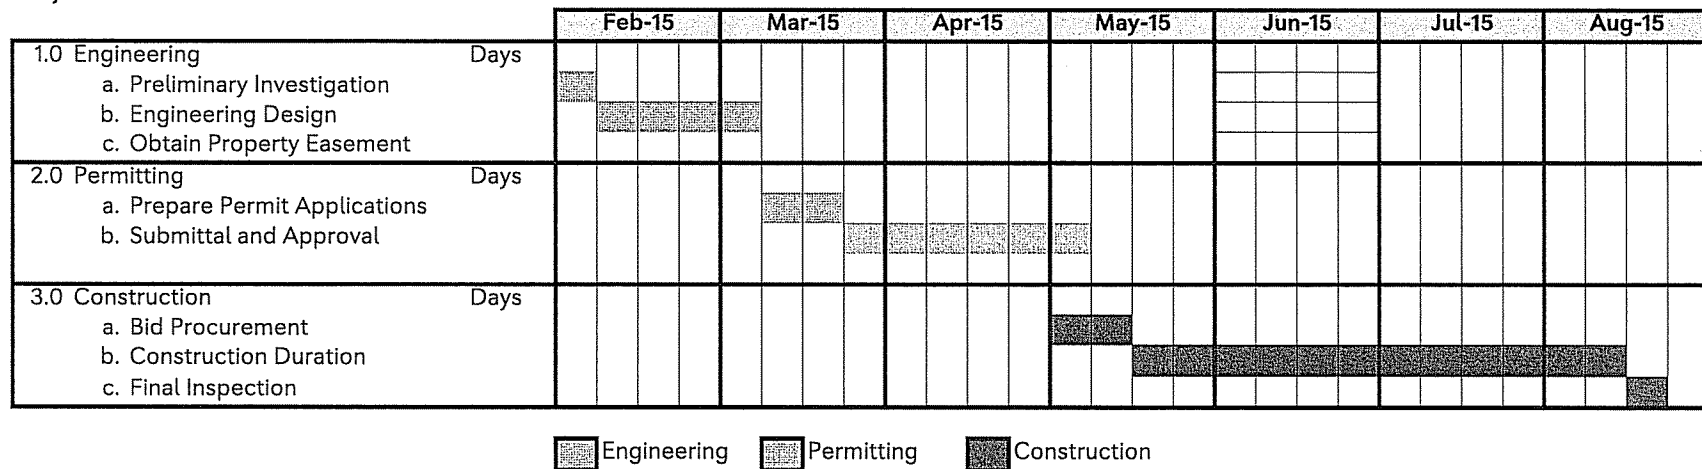 Feb-15 Mar-15 Apr-15 May-15 Jun-15 Jul-15 Aug-15
1.0 Engineering Days
a. Preliminary Investigation
b. Engineering Design
c. Obtain Property Easement
2.0 Permitting Days
a. Prepare Permit Applications
b. Submittal and Approval
3.0 Construction Days
a. Bid Procurement
b. Construction Duration
c. Final Inspection
Engineering Permitting Construction